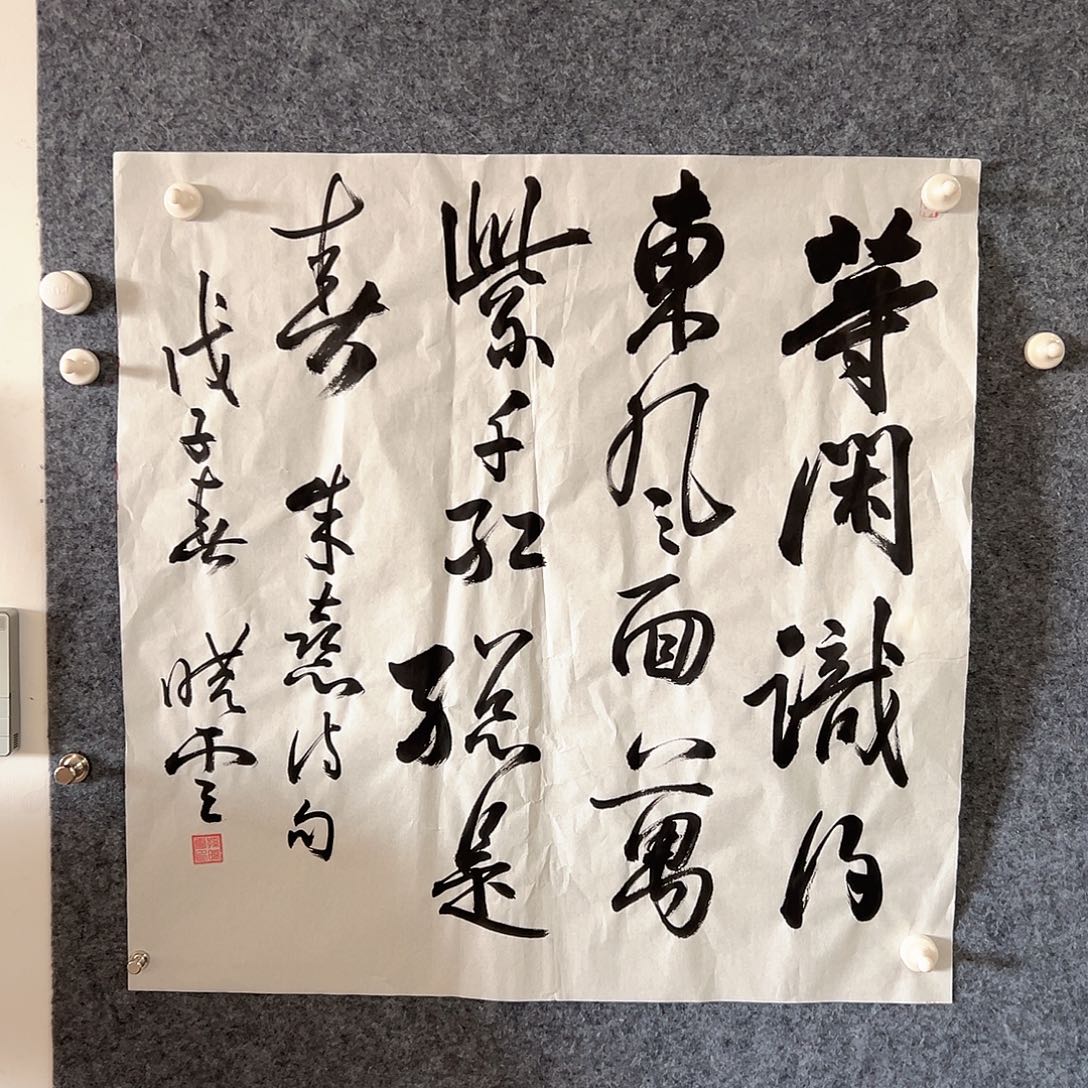 等閑識得
東風面萬
紫千紅總是
春 朱熹詩句
戊子春 曉雲